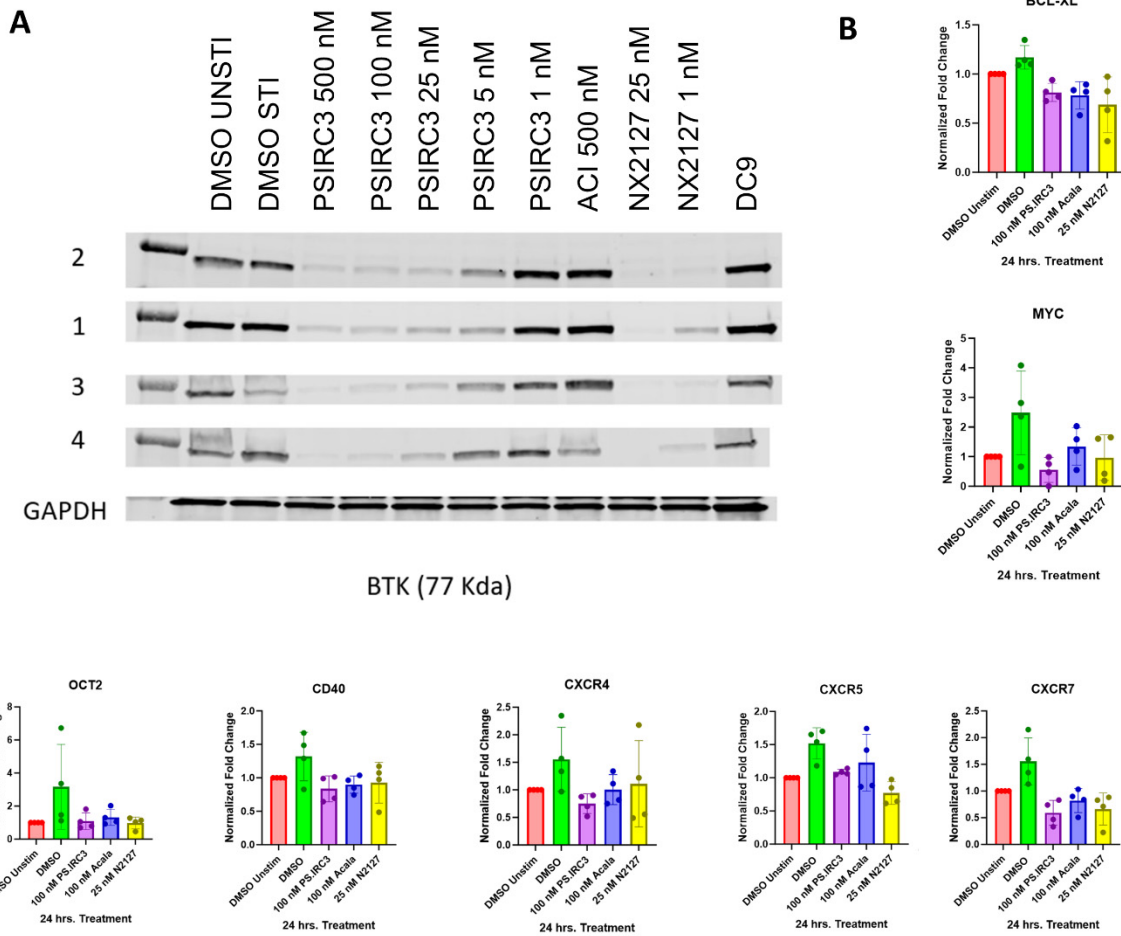 A
DMSO UNSTI
DMSO STI
PSIRC3 500 nM
PSIRC3 100 nM
PSIRC3 25 nM
PSIRC3 5 nM
PSIRC3 1 nM
ACI 500 nM
NX2127 25 nM
NX2127 1 nM
DC9
2
1
3
4
GAPDH
BTK (77 Kda)
B
BCL-XL
Normalized Fold Change
1.5
1.0
0.5
0.0
DMSO Unstim
DMSO
100 nM PS.IRC3
100 nM Acala
25 nM N2127
24 hrs. Treatment
MYC
Normalized Fold Change
5
4
3
2
1
0
DMSO Unstim
DMSO
100 nM PS.IRC3
100 nM Acala
25 nM N2127
24 hrs. Treatment
OCT2
8
6
4
2
0
DMSO Unstim
DMSO
100 nM PS.IRC3
100 nM Acala
25 nM N2127
24 hrs. Treatment
CD40
Normalized Fold Change
2.0
1.5
1.0
0.5
0.0
DMSO Unstim
DMSO
100 nM PS.IRC3
100 nM Acala
25 nM N2127
24 hrs. Treatment
CXCR4
Normalized Fold Change
2.5
2.0
1.5
1.0
0.5
0.0
DMSO Unstim
DMSO
100 nM PS.IRC3
100 nM Acala
25 nM N2127
24 hrs. Treatment
CXCR5
Normalized Fold Change
2.0
1.5
1.0
0.5
0.0
DMSO Unstim
DMSO
100 nM PS.IRC3
100 nM Acala
25 nM N2127
24 hrs. Treatment
CXCR7
Normalized Fold Change
2.5
2.0
1.5
1.0
0.5
0.0
DMSO Unstim
DMSO
100 nM PS.IRC3
100 nM Acala
25 nM N2127
24 hrs. Treatment